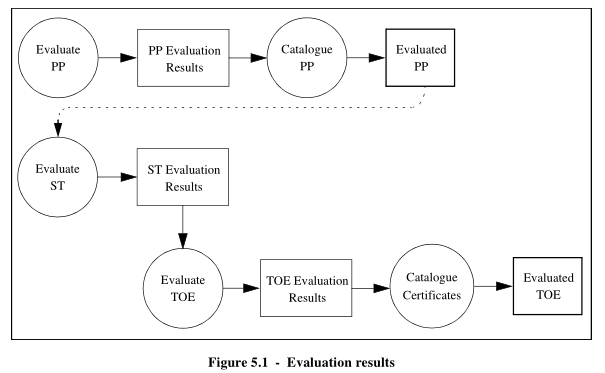 Evaluate
PP
PP Evaluation
Results
Catalogue
PP
Evaluated
PP
Evaluate
ST
ST Evaluation
Results
Evaluate
TOE
TOE Evaluation
Results
Catalogue
Certificates
Evaluated
TOE
Figure 5.1 - Evaluation results